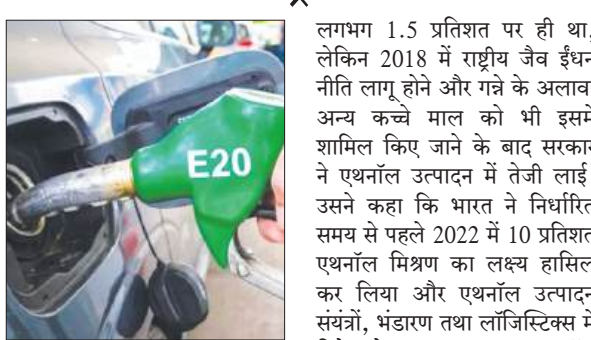 E20
लगभग 1.5 प्रतिशत पर ही था,
लेकिन 2018 में राष्ट्रीय जैव ईंधन
नीति लागू होने और गन्ने के अलावा
अन्य कच्चे माल को भी इसमें
शामिल किए जाने के बाद सरकार
ने एथनॉल उत्पादन में तेजी लाई।
उसने कहा कि भारत ने निर्धारित
समय से पहले 2022 में 10 प्रतिशत
एथनॉल मिश्रण का लक्ष्य हासिल
कर लिया और एथनॉल उत्पादन
संयंत्रों, भंडारण तथा लॉजिस्टिक्स में